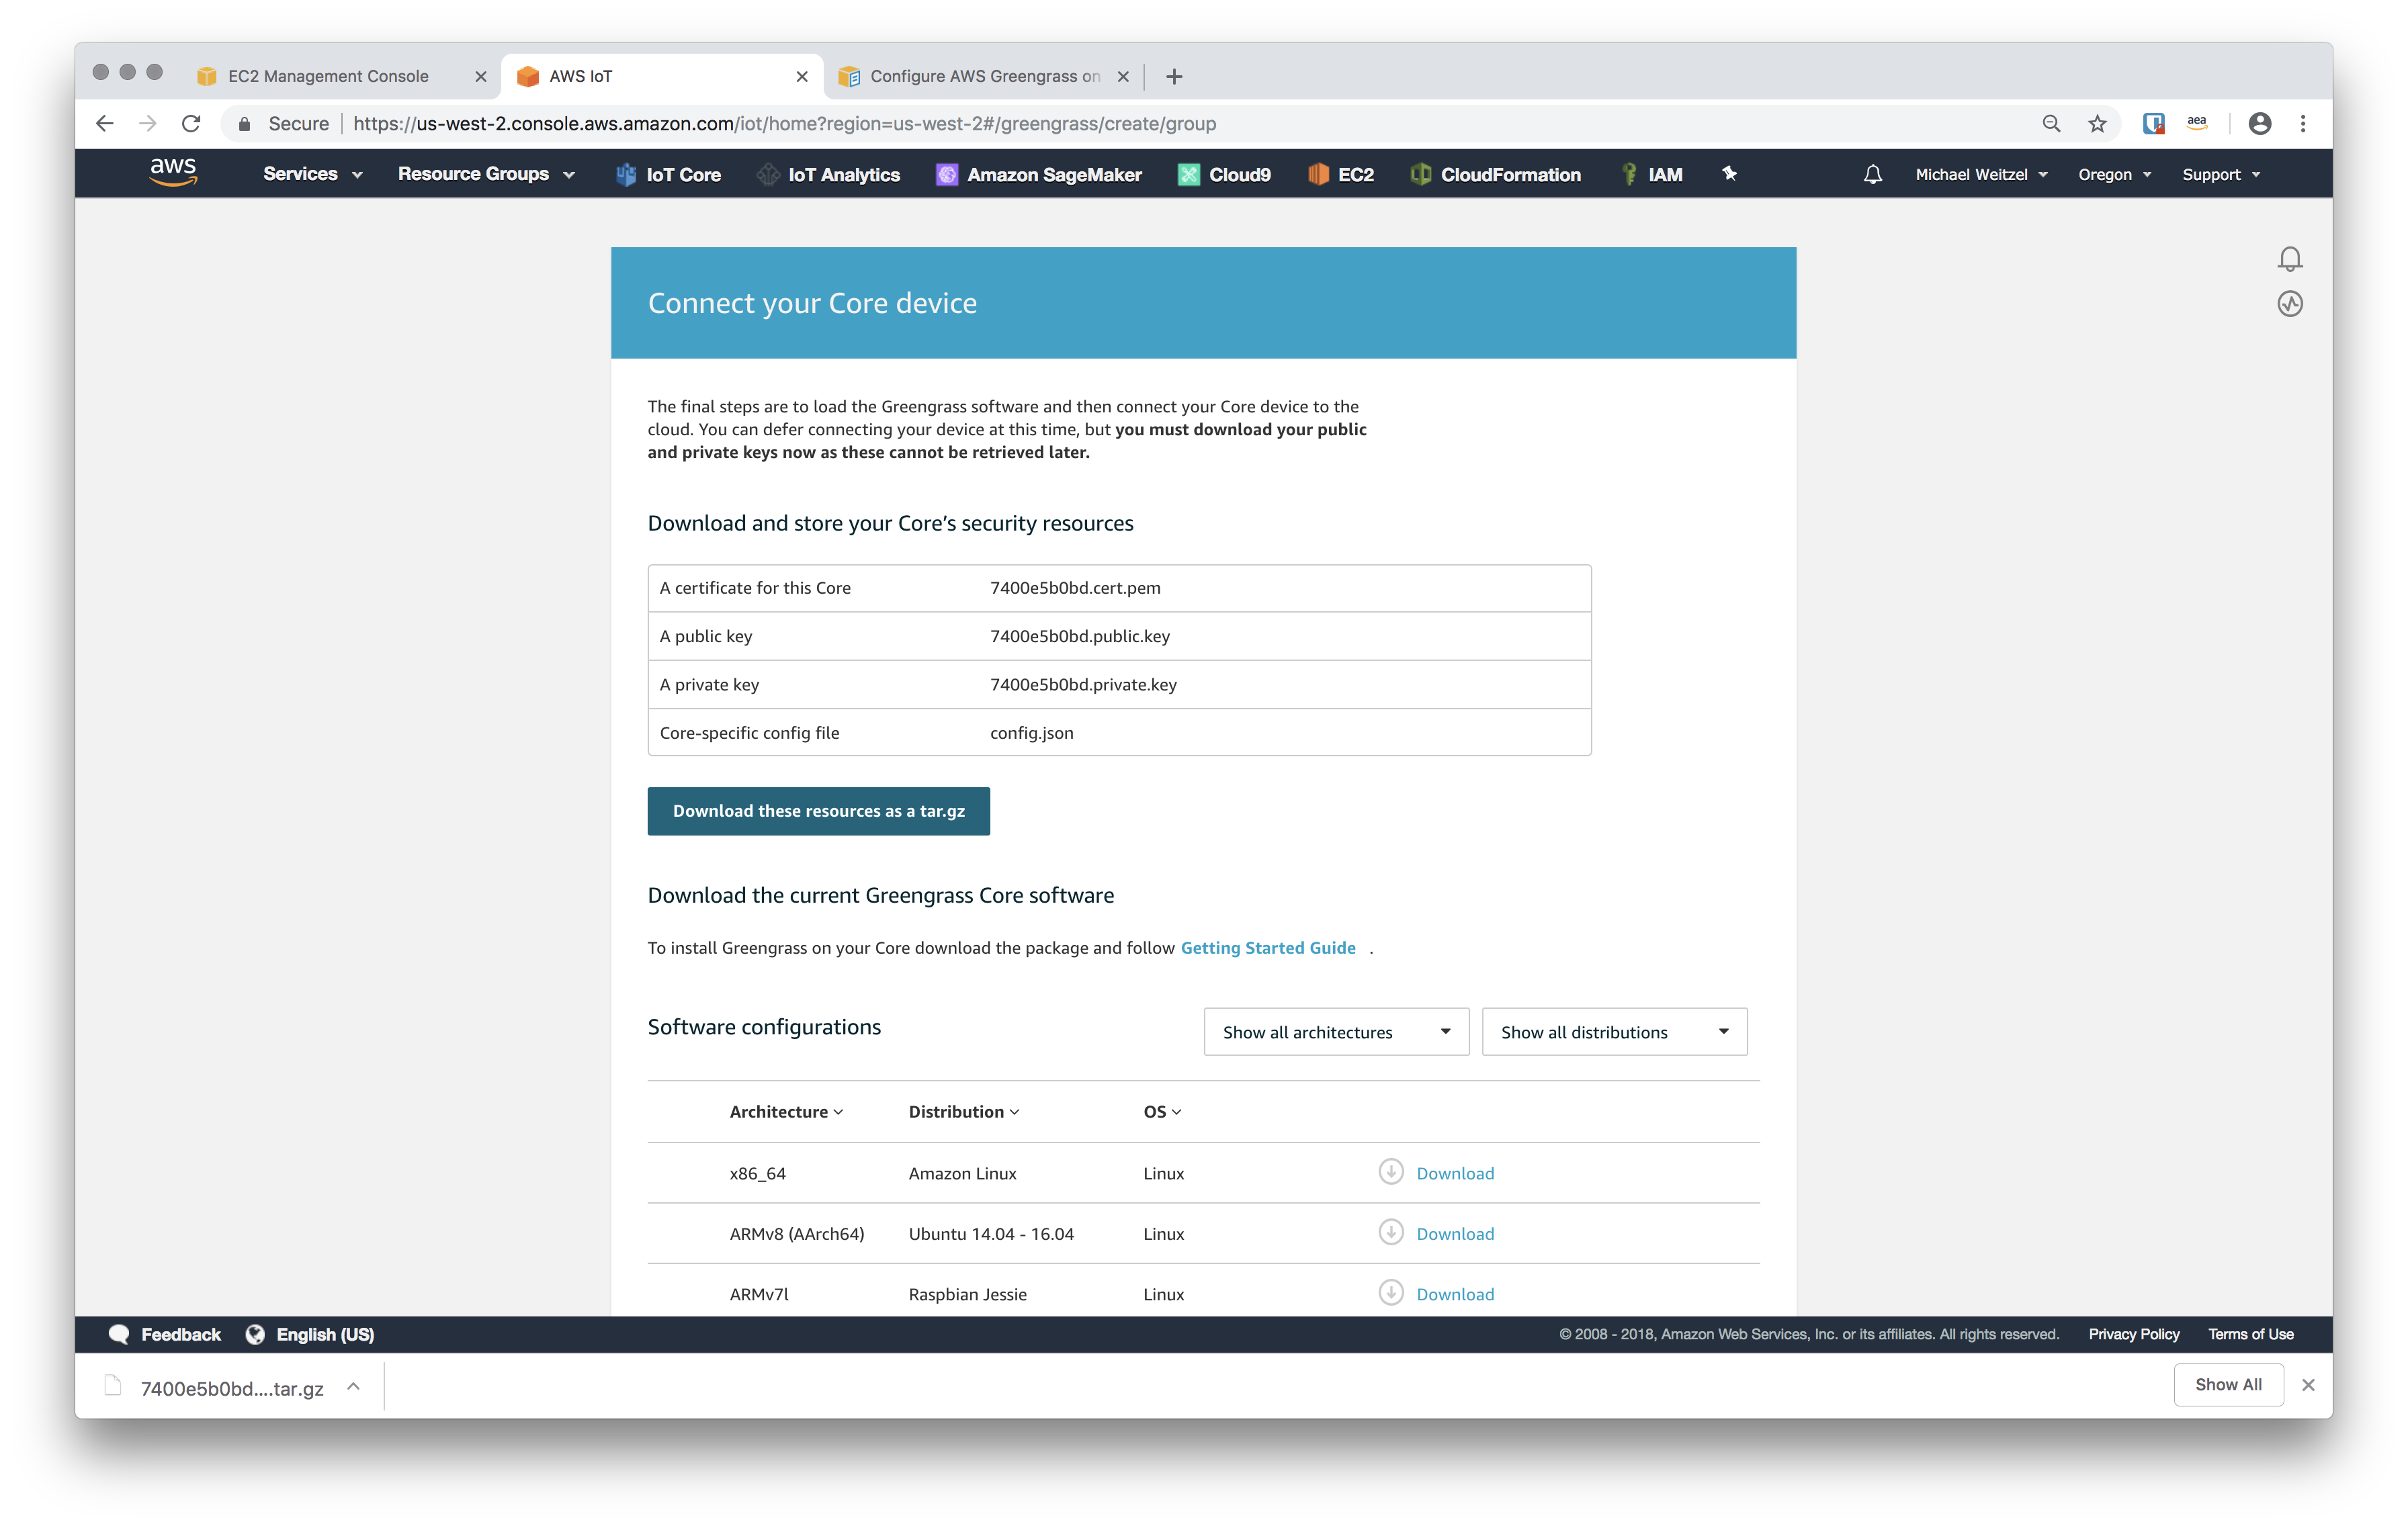 EC2 Management Console
AWS IoT
Configure AWS Greengrass on
Secure
https://us-west-2.console.aws.amazon.com/iot/home?region=us-west-2#/greengrass/create/group
aea
aws
Services
Resource Groups
IoT Core
IoT Analytics
Amazon SageMaker
Cloud9
EC2
CloudFormation
IAM
Michael Weitzel
Oregon
Support
Connect your Core device
The final steps are to load the Greengrass software and then connect your Core device to the
cloud. You can defer connecting your device at this time, but you must download your public
and private keys now as these cannot be retrieved later.
Download and store your Core’s security resources
A certificate for this Core 7400e5b0bd.cert.pem
A public key 7400e5b0bd.public.key
A private key 7400e5b0bd.private.key
Core-specific config file config.json
Download these resources as a tar.gz
Download the current Greengrass Core software
To install Greengrass on your Core download the package and follow Getting Started Guide .
Software configurations
Show all architectures
Show all distributions
Architecture Distribution OS
x86_64 Amazon Linux Linux Download
ARMv8 (AArch64) Ubuntu 14.04 - 16.04 Linux Download
ARMv7l Raspbian Jessie Linux Download
Feedback
English (US)
© 2008 - 2018, Amazon Web Services, Inc. or its affiliates. All rights reserved.
Privacy Policy
Terms of Use
7400e5b0bd....tar.gz
Show All